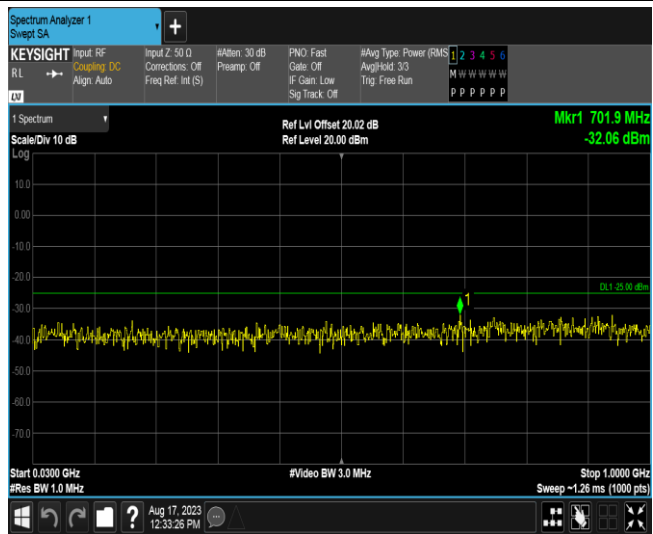 Spectrum Analyzer 1
Swept SA
+
KEYSIGHT
RL
LXI
Input: RF
Coupling: DC
Align: Auto
Input Z: 50 Ω
Corrections: Off
Freq Ref: Int (S)
#Atten: 30 dB
Preamp: Off
PNO: Fast
Gate: Off
IF Gain: Low
Sig Track: Off
#Avg Type: Power (RMS
Avg|Hold: 3/3
Trig: Free Run
1 2 3 4 5 6
M W W W W W
P P P P P P
1 Spectrum
Scale/Div 10 dB
Log
Ref Lvl Offset 20.02 dB
Ref Level 20.00 dBm
Mkr1 701.9 MHz
-32.06 dBm
10.0
0.00
-10.0
-20.0
-30.0
-40.0
-50.0
-60.0
-70.0
DL1 -25.00 dBm
1
Start 0.0300 GHz
#Res BW 1.0 MHz
#Video BW 3.0 MHz
Stop 1.0000 GHz
Sweep ~1.26 ms (1000 pts)
?
Aug 17, 2023
12:33:26 PM